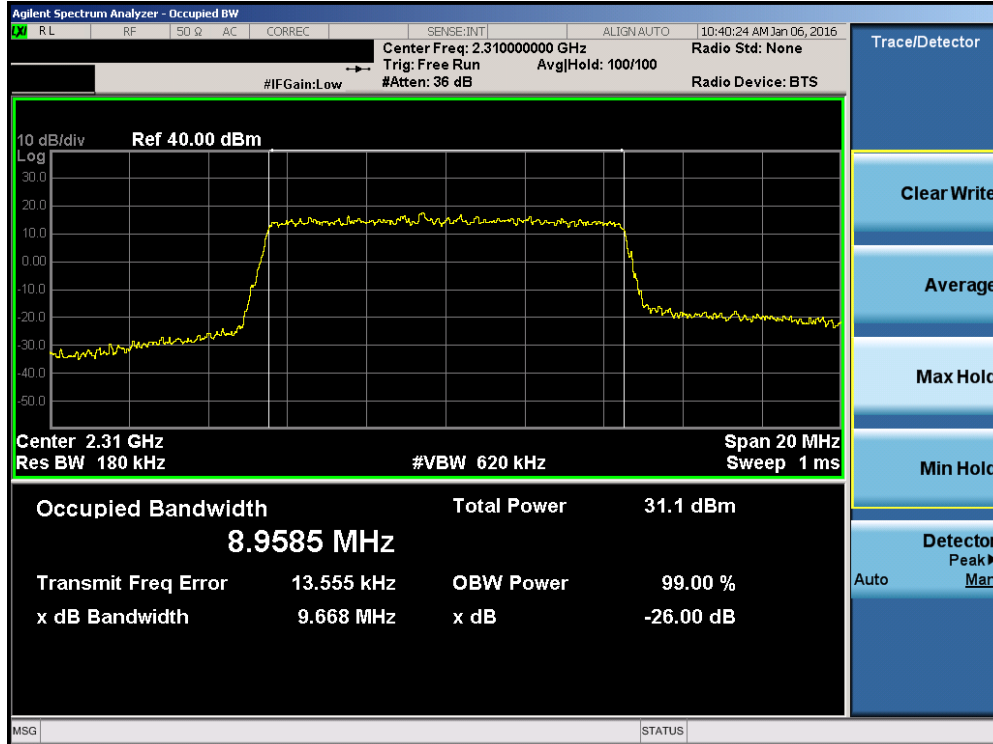 Agilent Spectrum Analyzer - Occupied BW
LXI RL RF 50 Ω AC CORREC SENSE:INT ALIGN AUTO 10:40:24 AM Jan 06, 2016
Center Freq: 2.310000000 GHz Radio Std: None
Trig: Free Run Avg|Hold: 100/100
#IFGain:Low #Atten: 36 dB Radio Device: BTS
Trace/Detector
10 dB/div Ref 40.00 dBm
Log
30.0
20.0
10.0
0.00
-10.0
-20.0
-30.0
-40.0
-50.0
Center 2.31 GHz Span 20 MHz
Res BW 180 kHz #VBW 620 kHz Sweep 1 ms
Occupied Bandwidth Total Power 31.1 dBm
8.9585 MHz
Transmit Freq Error 13.555 kHz OBW Power 99.00 %
x dB Bandwidth 9.668 MHz x dB -26.00 dB
Clear Write
Average
Max Hold
Min Hold
Detector
Peak▶
Auto Man
MSG STATUS